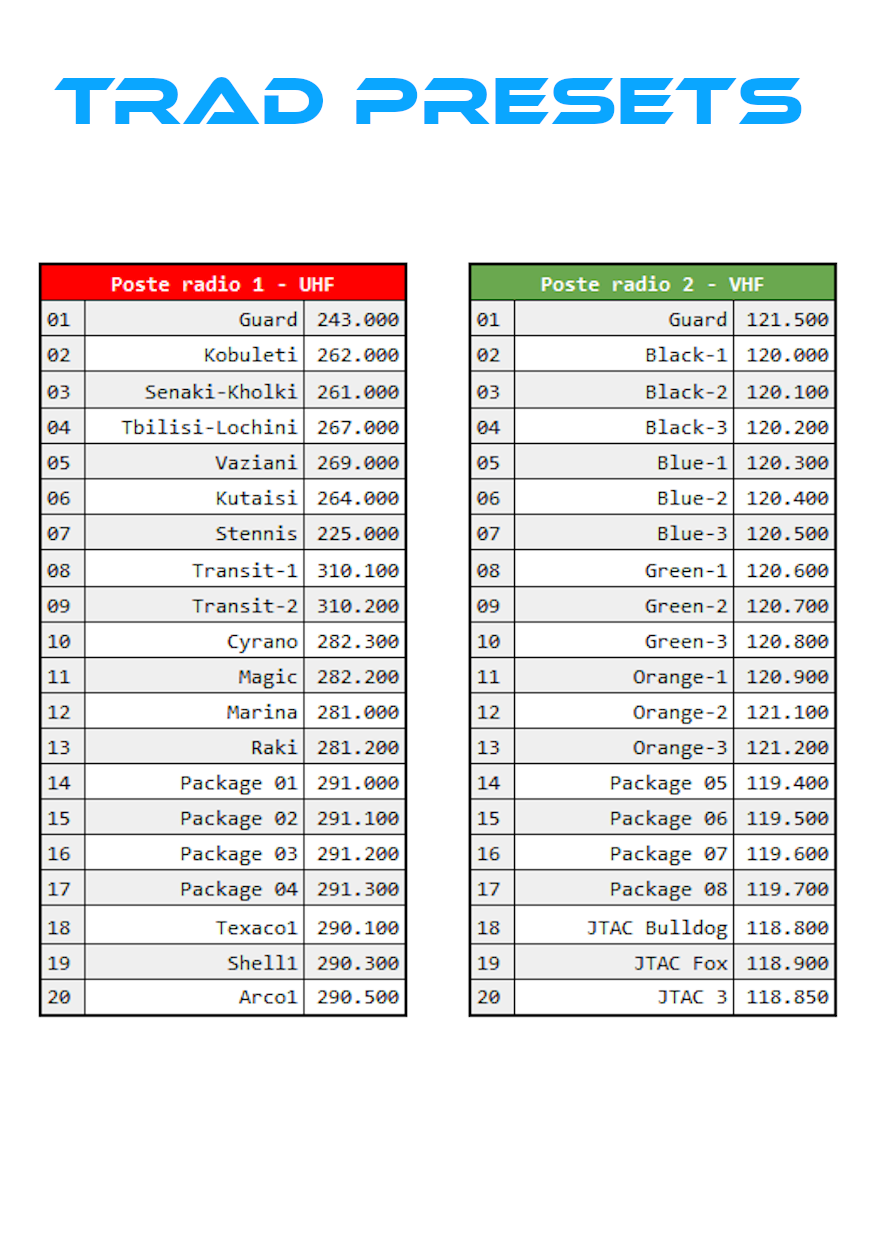 TRAD PRESETS
Poste radio 1 - UHF
01 Guard 243.000
02 Kobuleti 262.000
03 Senaki-Kholki 261.000
04 Tbilisi-Lochini 267.000
05 Vaziani 269.000
06 Kutaisi 264.000
07 Stennis 225.000
08 Transit-1 310.100
09 Transit-2 310.200
10 Cyrano 282.300
11 Magic 282.200
12 Marina 281.000
13 Raki 281.200
14 Package 01 291.000
15 Package 02 291.100
16 Package 03 291.200
17 Package 04 291.300
18 Texaco1 290.100
19 Shell1 290.300
20 Arco1 290.500
Poste radio 2 - VHF
01 Guard 121.500
02 Black-1 120.000
03 Black-2 120.100
04 Black-3 120.200
05 Blue-1 120.300
06 Blue-2 120.400
07 Blue-3 120.500
08 Green-1 120.600
09 Green-2 120.700
10 Green-3 120.800
11 Orange-1 120.900
12 Orange-2 121.100
13 Orange-3 121.200
14 Package 05 119.400
15 Package 06 119.500
16 Package 07 119.600
17 Package 08 119.700
18 JTAC Bulldog 118.800
19 JTAC Fox 118.900
20 JTAC 3 118.850